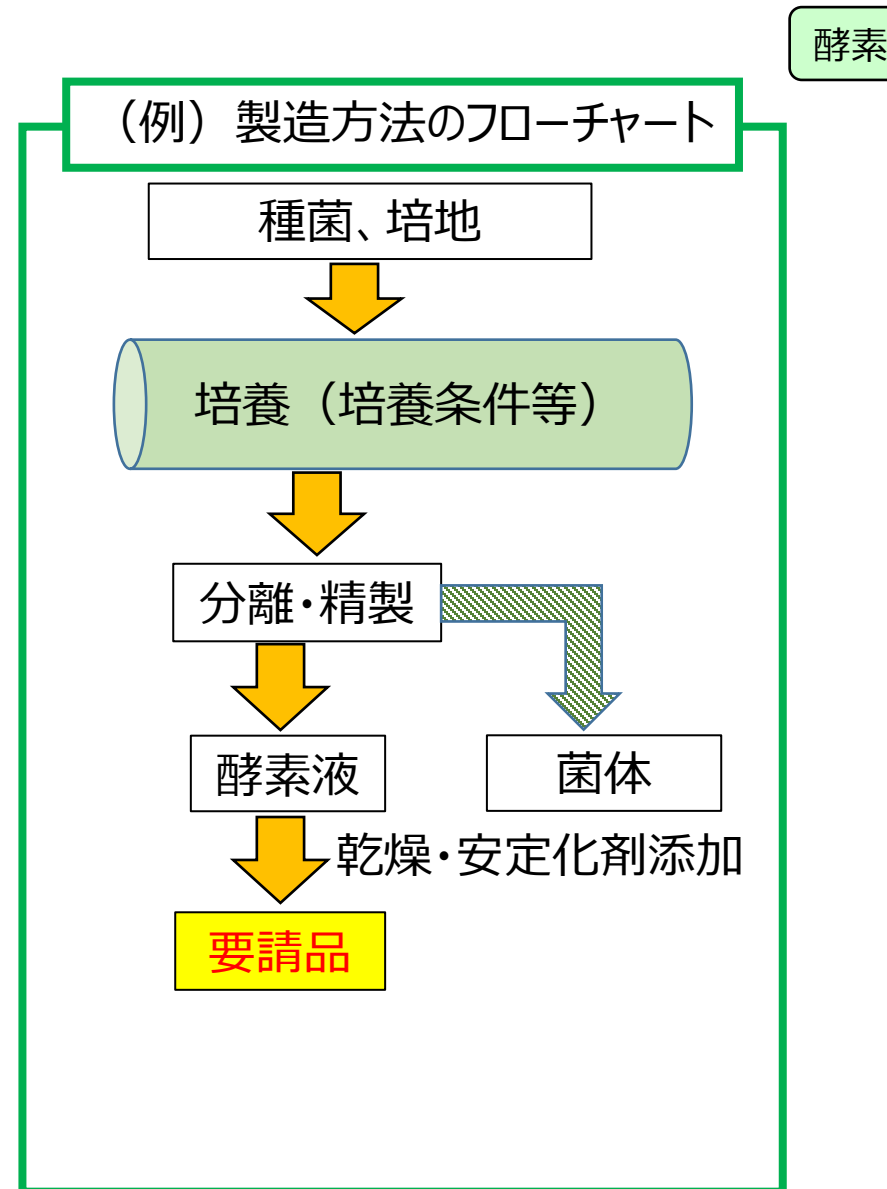 酵素
（例）製造方法のフローチャート
種菌、培地
培養（培養条件等）
分離・精製
酵素液
菌体
乾燥・安定化剤添加
要請品